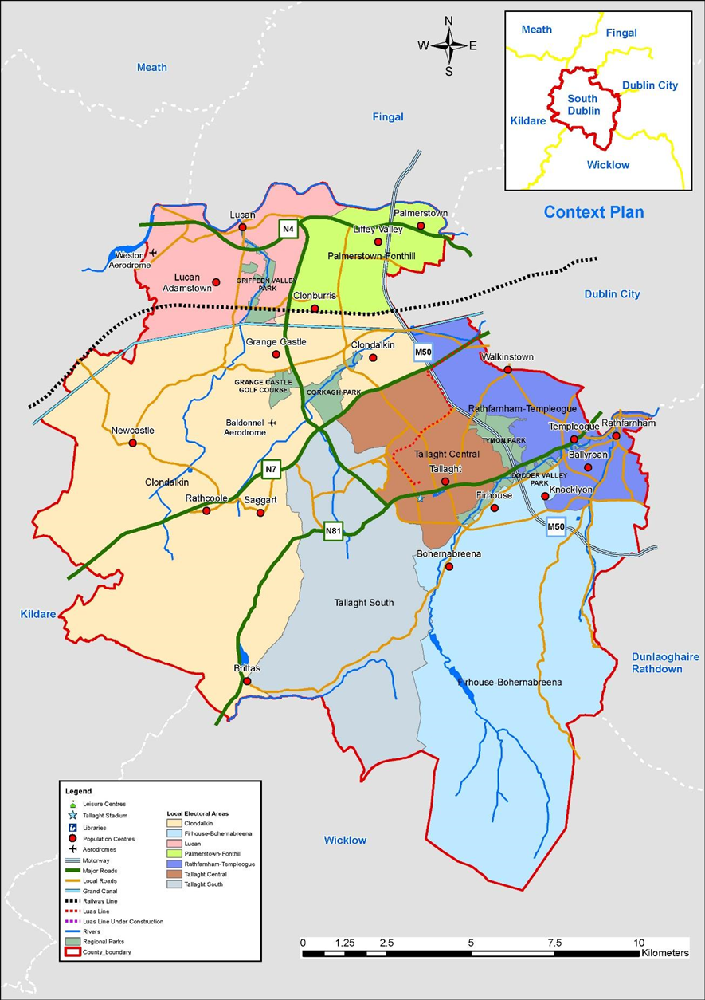 N
W E
S
Meath
Fingal
Meath
Fingal
Dublin City
South
Dublin
Kildare
Wicklow
Context Plan
Lucan
Palmerstown
N4
Liffey Valley
Weston
Aerodrome
Palmerstown-Fonthill
Lucan
Adamstown
GRIFFEEN VALLEY
PARK
Clonburris
Dublin City
Grange Castle
Clondalkin
M50
Walkinstown
GRANGE CASTLE
GOLF COURSE
CORKAGH PARK
Rathfarnham-Templeogue
Baldonnel
Aerodrome
Newcastle
Templeogue
Rathfarnham
TYMON PARK
Tallaght Central
Ballyroan
N7
Tallaght
DODDER VALLEY
PARK
Clondalkin
Rathcoole
Saggart
Firhouse
Knocklyon
N81
M50
Bohernabreena
Tallaght South
Kildare
Dunlaoghaire
Rathdown
Brittas
Firhouse-Bohernabreena
Wicklow
Legend
Leisure Centres
Tallaght Stadium
Libraries
Population Centres
Aerodromes
Motorway
Major Roads
Local Roads
Grand Canal
Railway Line
Luas Line
Luas Line Under Construction
Rivers
Regional Parks
County_boundary
Local Electoral Areas
Clondalkin
Firhouse-Bohernabreena
Lucan
Palmerstown-Fonthill
Rathfarnham-Templeogue
Tallaght Central
Tallaght South
0 1.25 2.5 5 7.5 10
Kilometers